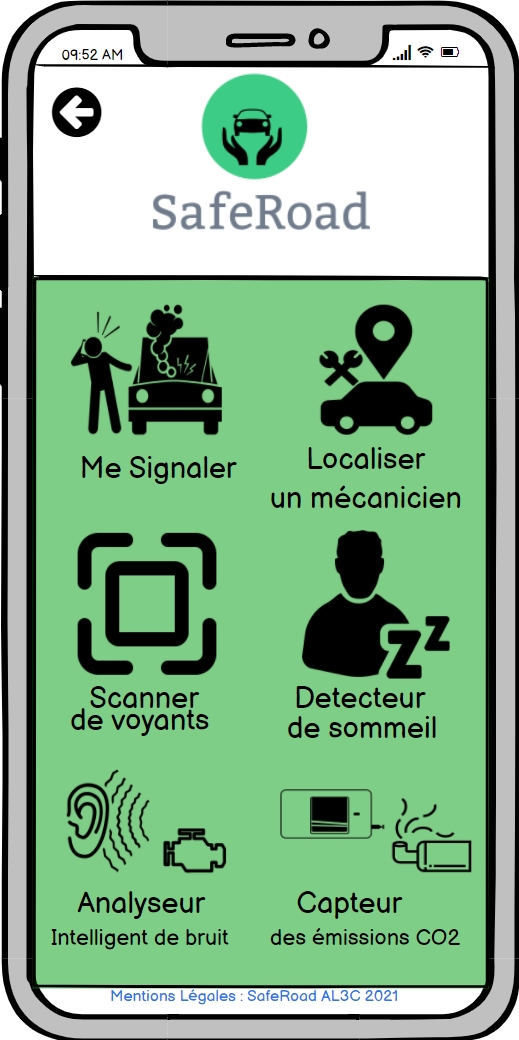 09:52 AM
SafeRoad
Me Signaler
Localiser
un mécanicien
Scanner
de voyants
Detecteur
de sommeil
zz
Analyseur
Intelligent de bruit
Capteur
des émissions CO2
Mentions Légales : SafeRoad AL3C 2021